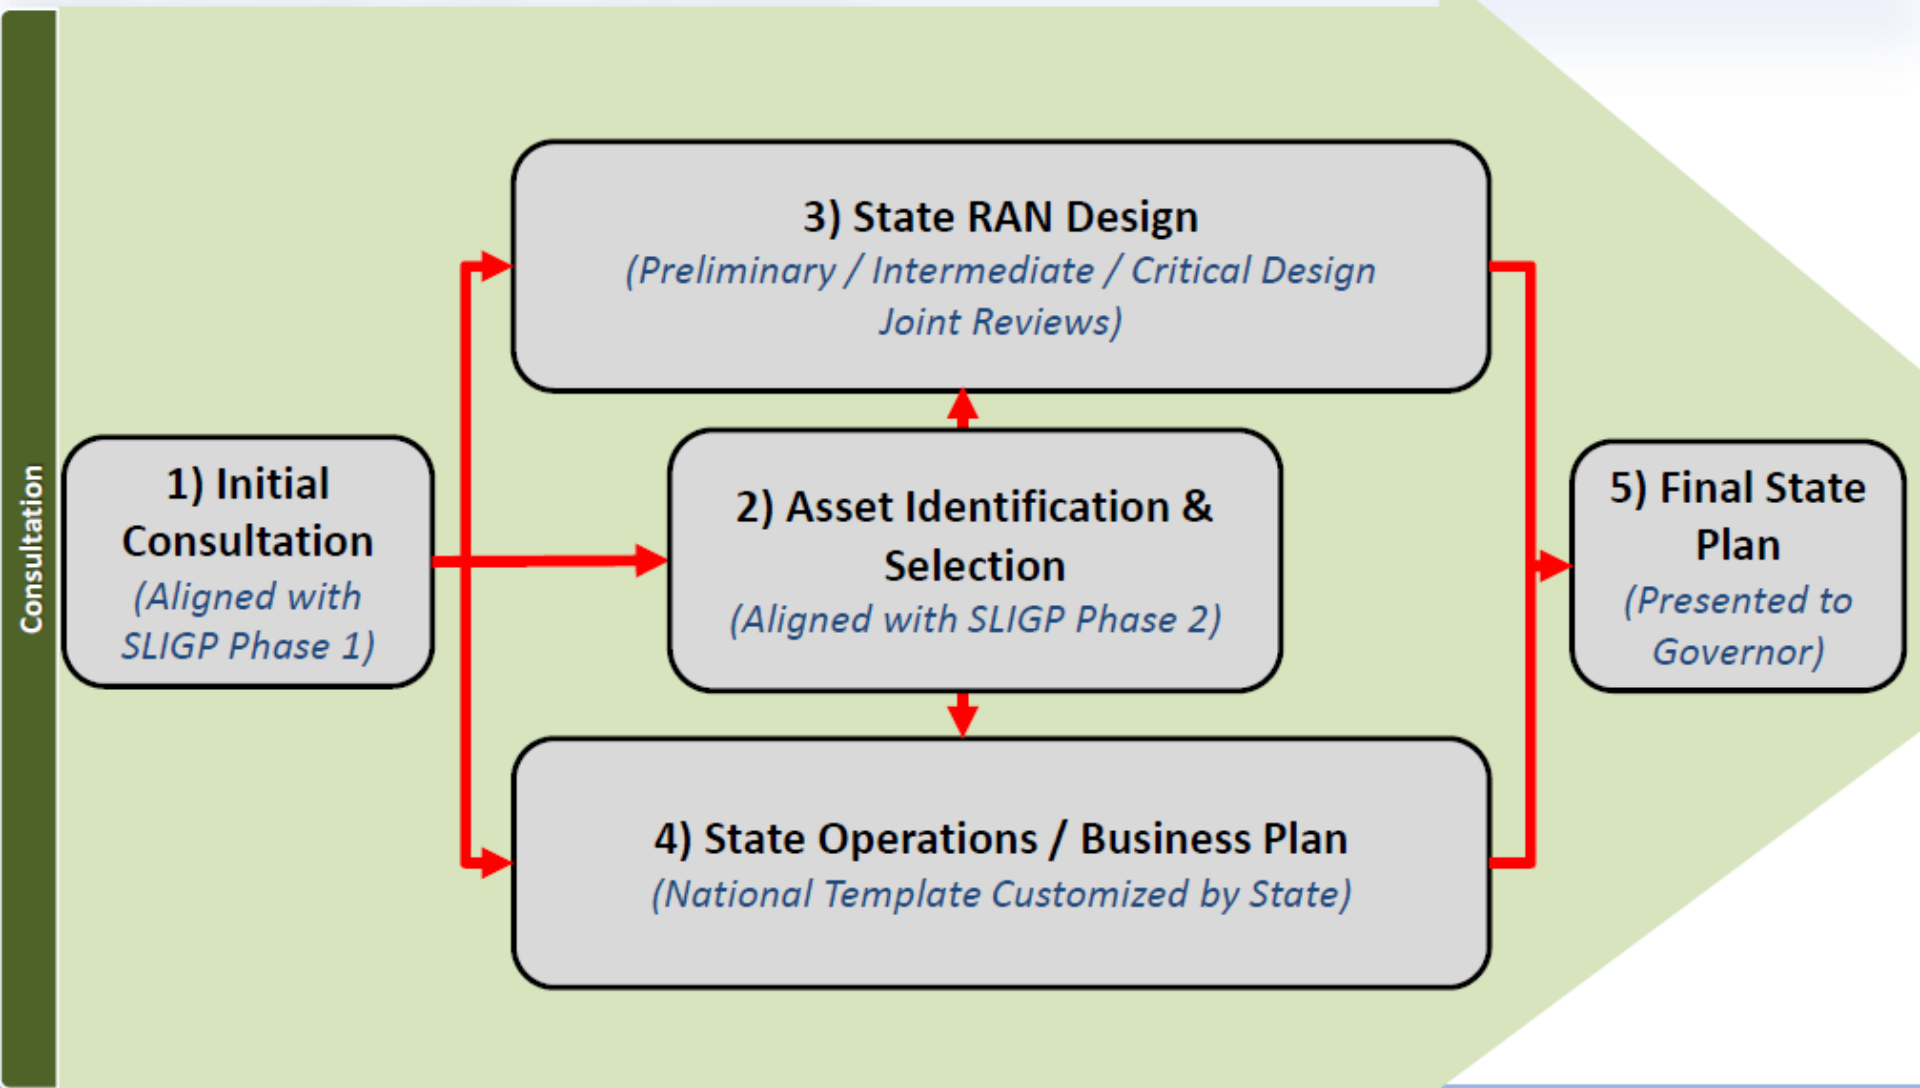 Consultation
1) Initial
Consultation
(Aligned with
SLIGP Phase 1)
3) State RAN Design
(Preliminary / Intermediate / Critical Design
Joint Reviews)
2) Asset Identification &
Selection
(Aligned with SLIGP Phase 2)
4) State Operations / Business Plan
(National Template Customized by State)
5) Final State
Plan
(Presented to
Governor)